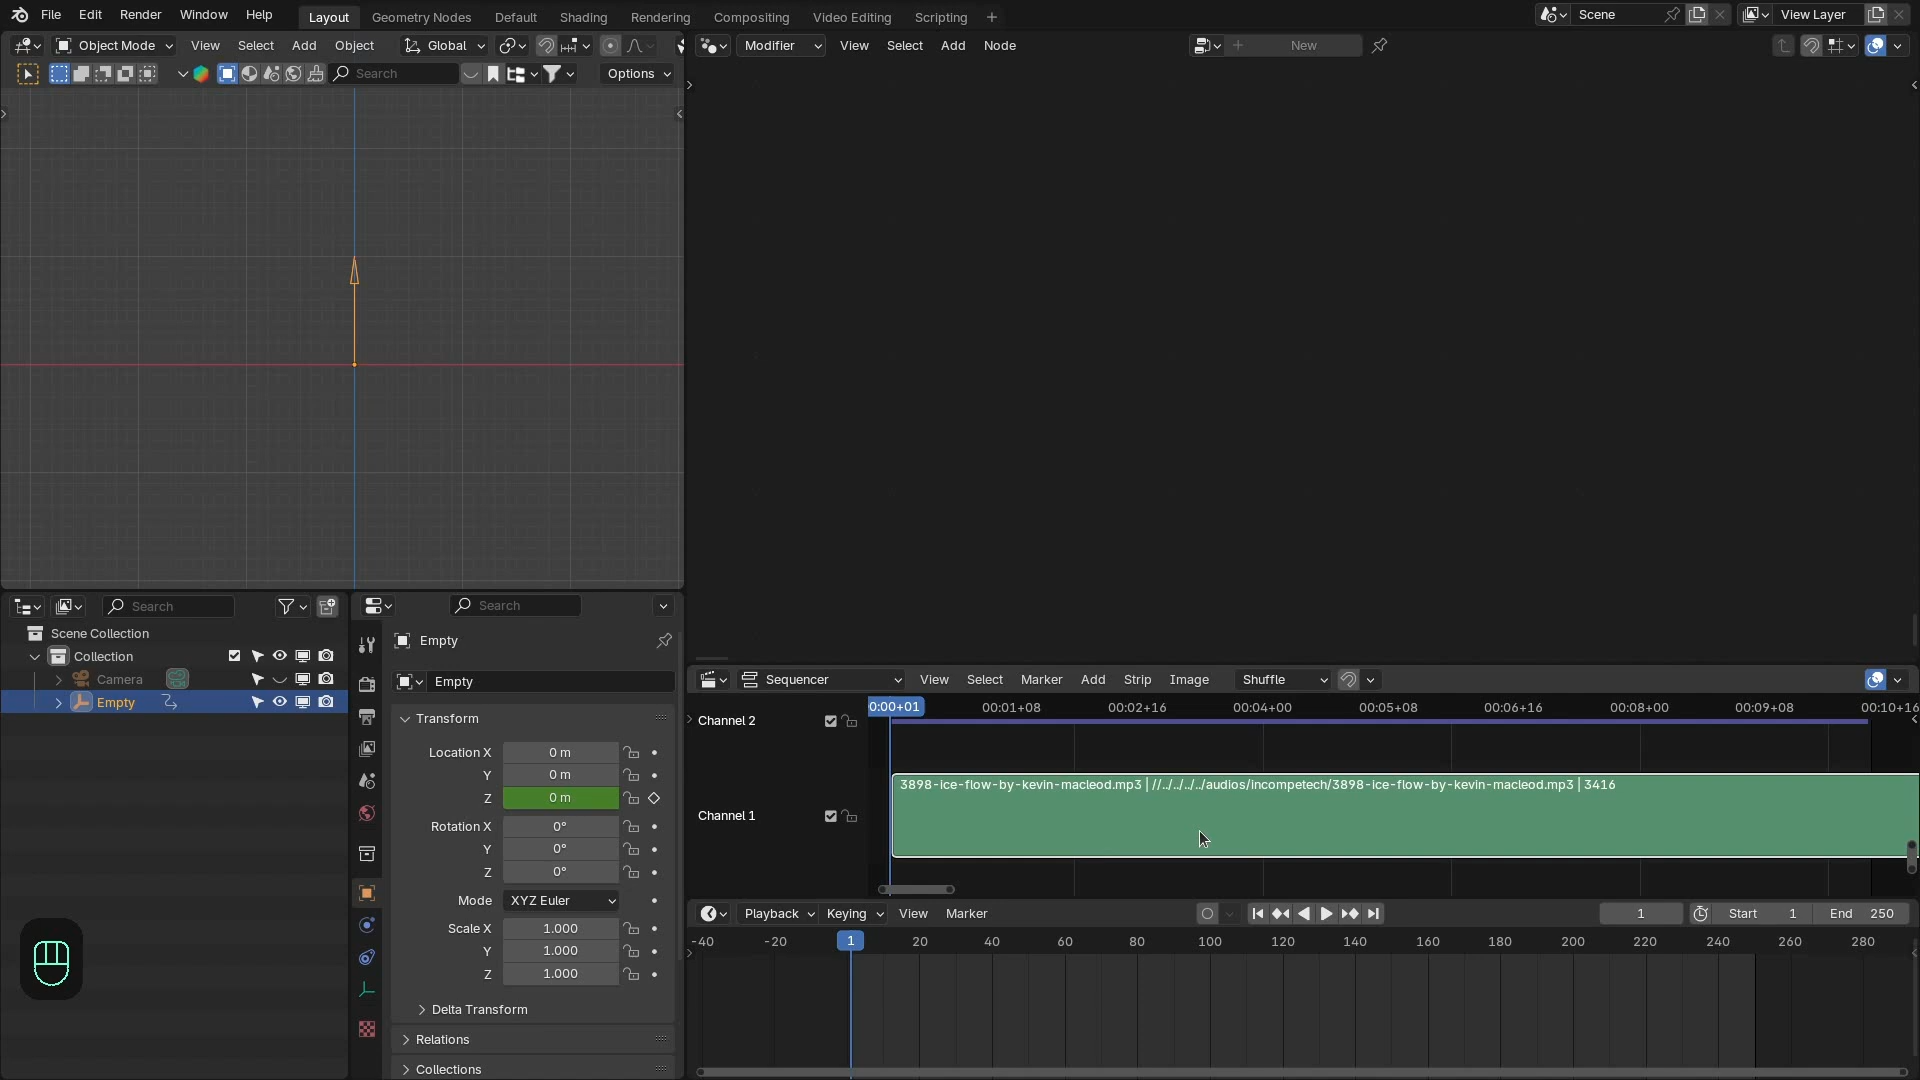 File Edit Render Window Help Layout Geometry Nodes Default Shading Rendering Compositing Video Editing Scripting + Scene View Layer
Object Mode View Select Add Object Global Modifier View Select Add Node + New
Search Options
Search Search
Scene Collection
Collection
Camera
Empty
Empty
Empty
Transform
Location X 0 m
Y 0 m
Z 0 m
Rotation X 0°
Y 0°
Z 0°
Mode XYZ Euler
Scale X 1.000
Y 1.000
Z 1.000
Delta Transform
Relations
Collections
Sequencer View Select Marker Add Strip Image Shuffle
0:00+01 00:01+08 00:02+16 00:04+00 00:05+08 00:06+16 00:08+00 00:09+08 00:10+16
Channel 2
3898-ice-flow-by-kevin-macleod.mp3 | //../../../../audios/incompetech/3898-ice-flow-by-kevin-macleod.mp3 | 3416
Channel 1
Playback Keying View Marker 1 Start 1 End 250
-40 -20 1 20 40 60 80 100 120 140 160 180 200 220 240 260 280